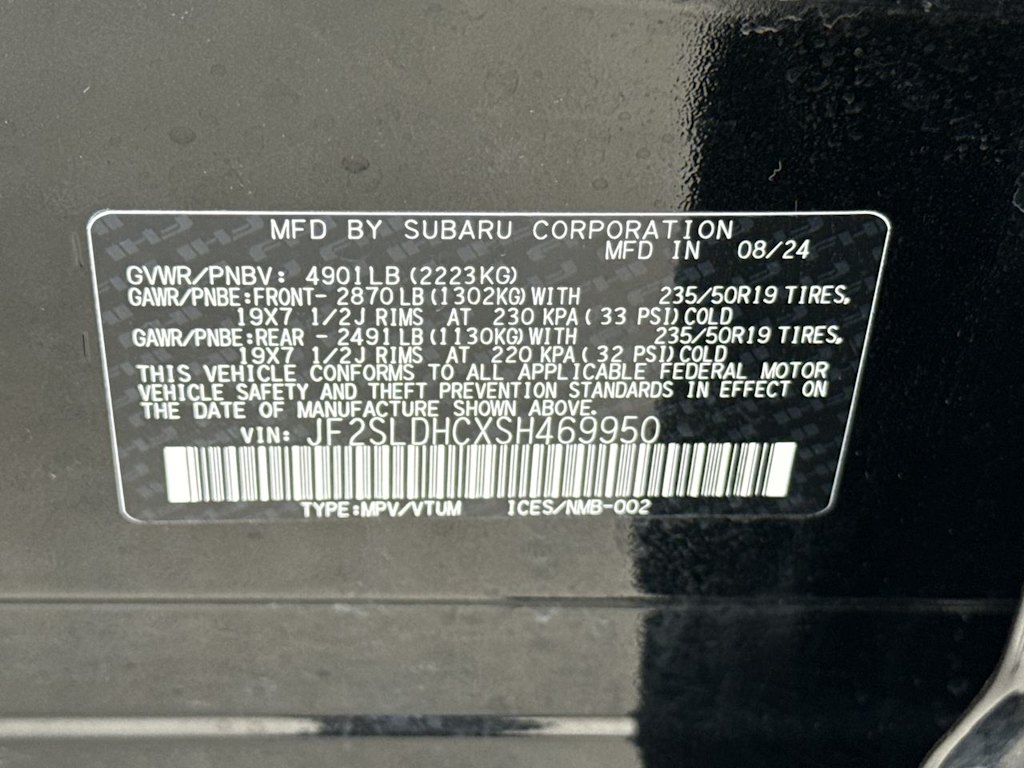 MFD BY SUBARU CORPORATION
MFD IN 08/24
GVWR/PNBV: 4901LB (2223KG)
GAWR/PNBE:FRONT- 2870LB (1302KG) WITH 235/50R19 TIRES,
19X7 1/2J RIMS AT 230 KPA ( 33 PSI) COLD
GAWR/PNBE:REAR - 2491LB (1130KG) WITH 235/50R19 TIRES,
19X7 1/2J RIMS AT 220 KPA ( 32 PSI) COLD
THIS VEHICLE CONFORMS TO ALL APPLICABLE FEDERAL MOTOR
VEHICLE SAFETY AND THEFT PREVENTION STANDARDS IN EFFECT ON
THE DATE OF MANUFACTURE SHOWN ABOVE.
VIN: JF2SLDHCXSH469950
TYPE:MPV/VTUM ICES/NMB-002